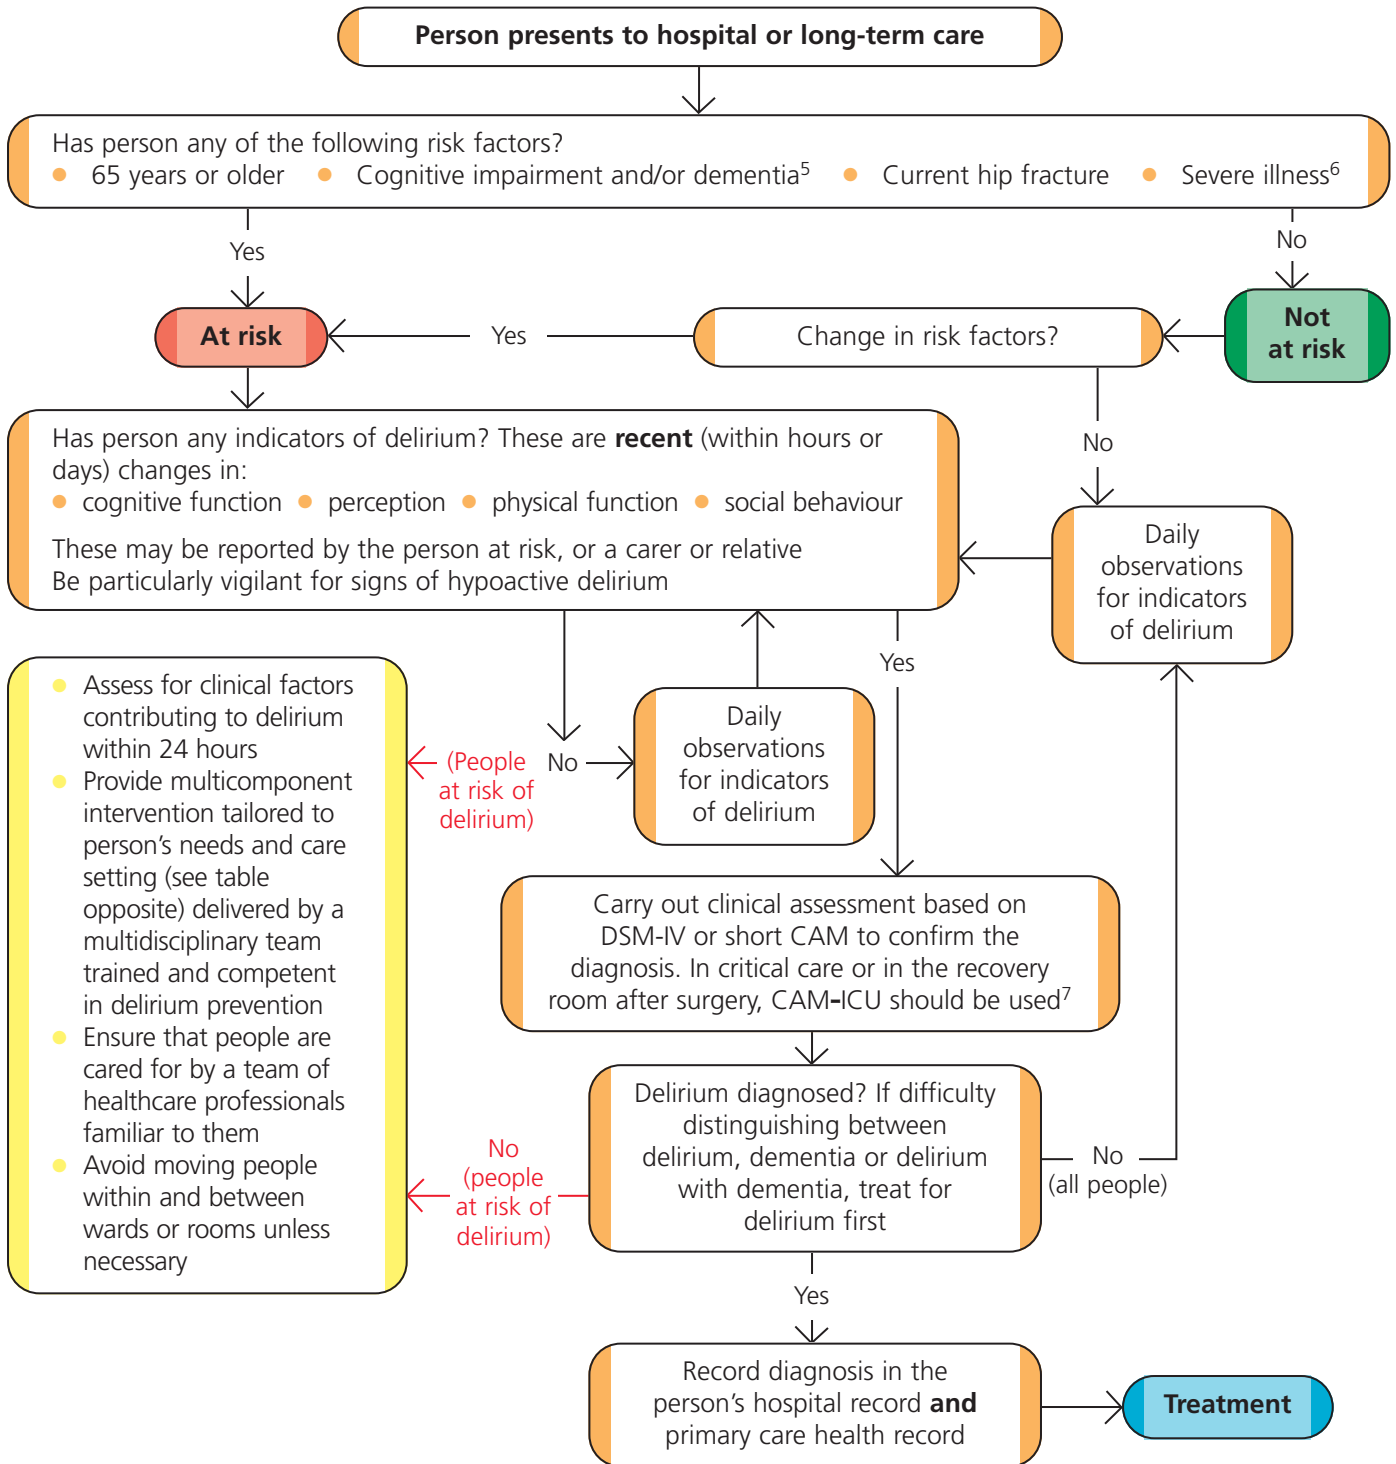 Person presents to hospital or long-term care
Has person any of the following risk factors?
● 65 years or older ● Cognitive impairment and/or dementia⁵ ● Current hip fracture ● Severe illness⁶
Yes
No
At risk
Yes
Change in risk factors?
Not
at risk
Has person any indicators of delirium? These are recent (within hours or
days) changes in:
● cognitive function ● perception ● physical function ● social behaviour
These may be reported by the person at risk, or a carer or relative
Be particularly vigilant for signs of hypoactive delirium
No
Daily
observations
for indicators
of delirium
Yes
● Assess for clinical factors
contributing to delirium
within 24 hours
● Provide multicomponent
intervention tailored to
person’s needs and care
setting (see table
opposite) delivered by a
multidisciplinary team
trained and competent
in delirium prevention
● Ensure that people are
cared for by a team of
healthcare professionals
familiar to them
● Avoid moving people
within and between
wards or rooms unless
necessary
(People
at risk of
delirium)
No
Daily
observations
for indicators
of delirium
Carry out clinical assessment based on
DSM-IV or short CAM to confirm the
diagnosis. In critical care or in the recovery
room after surgery, CAM-ICU should be used⁷
Delirium diagnosed? If difficulty
distinguishing between
delirium, dementia or delirium
with dementia, treat for
delirium first
No
(people
at risk of
delirium)
No
(all people)
Yes
Record diagnosis in the
person’s hospital record and
primary care health record
Treatment